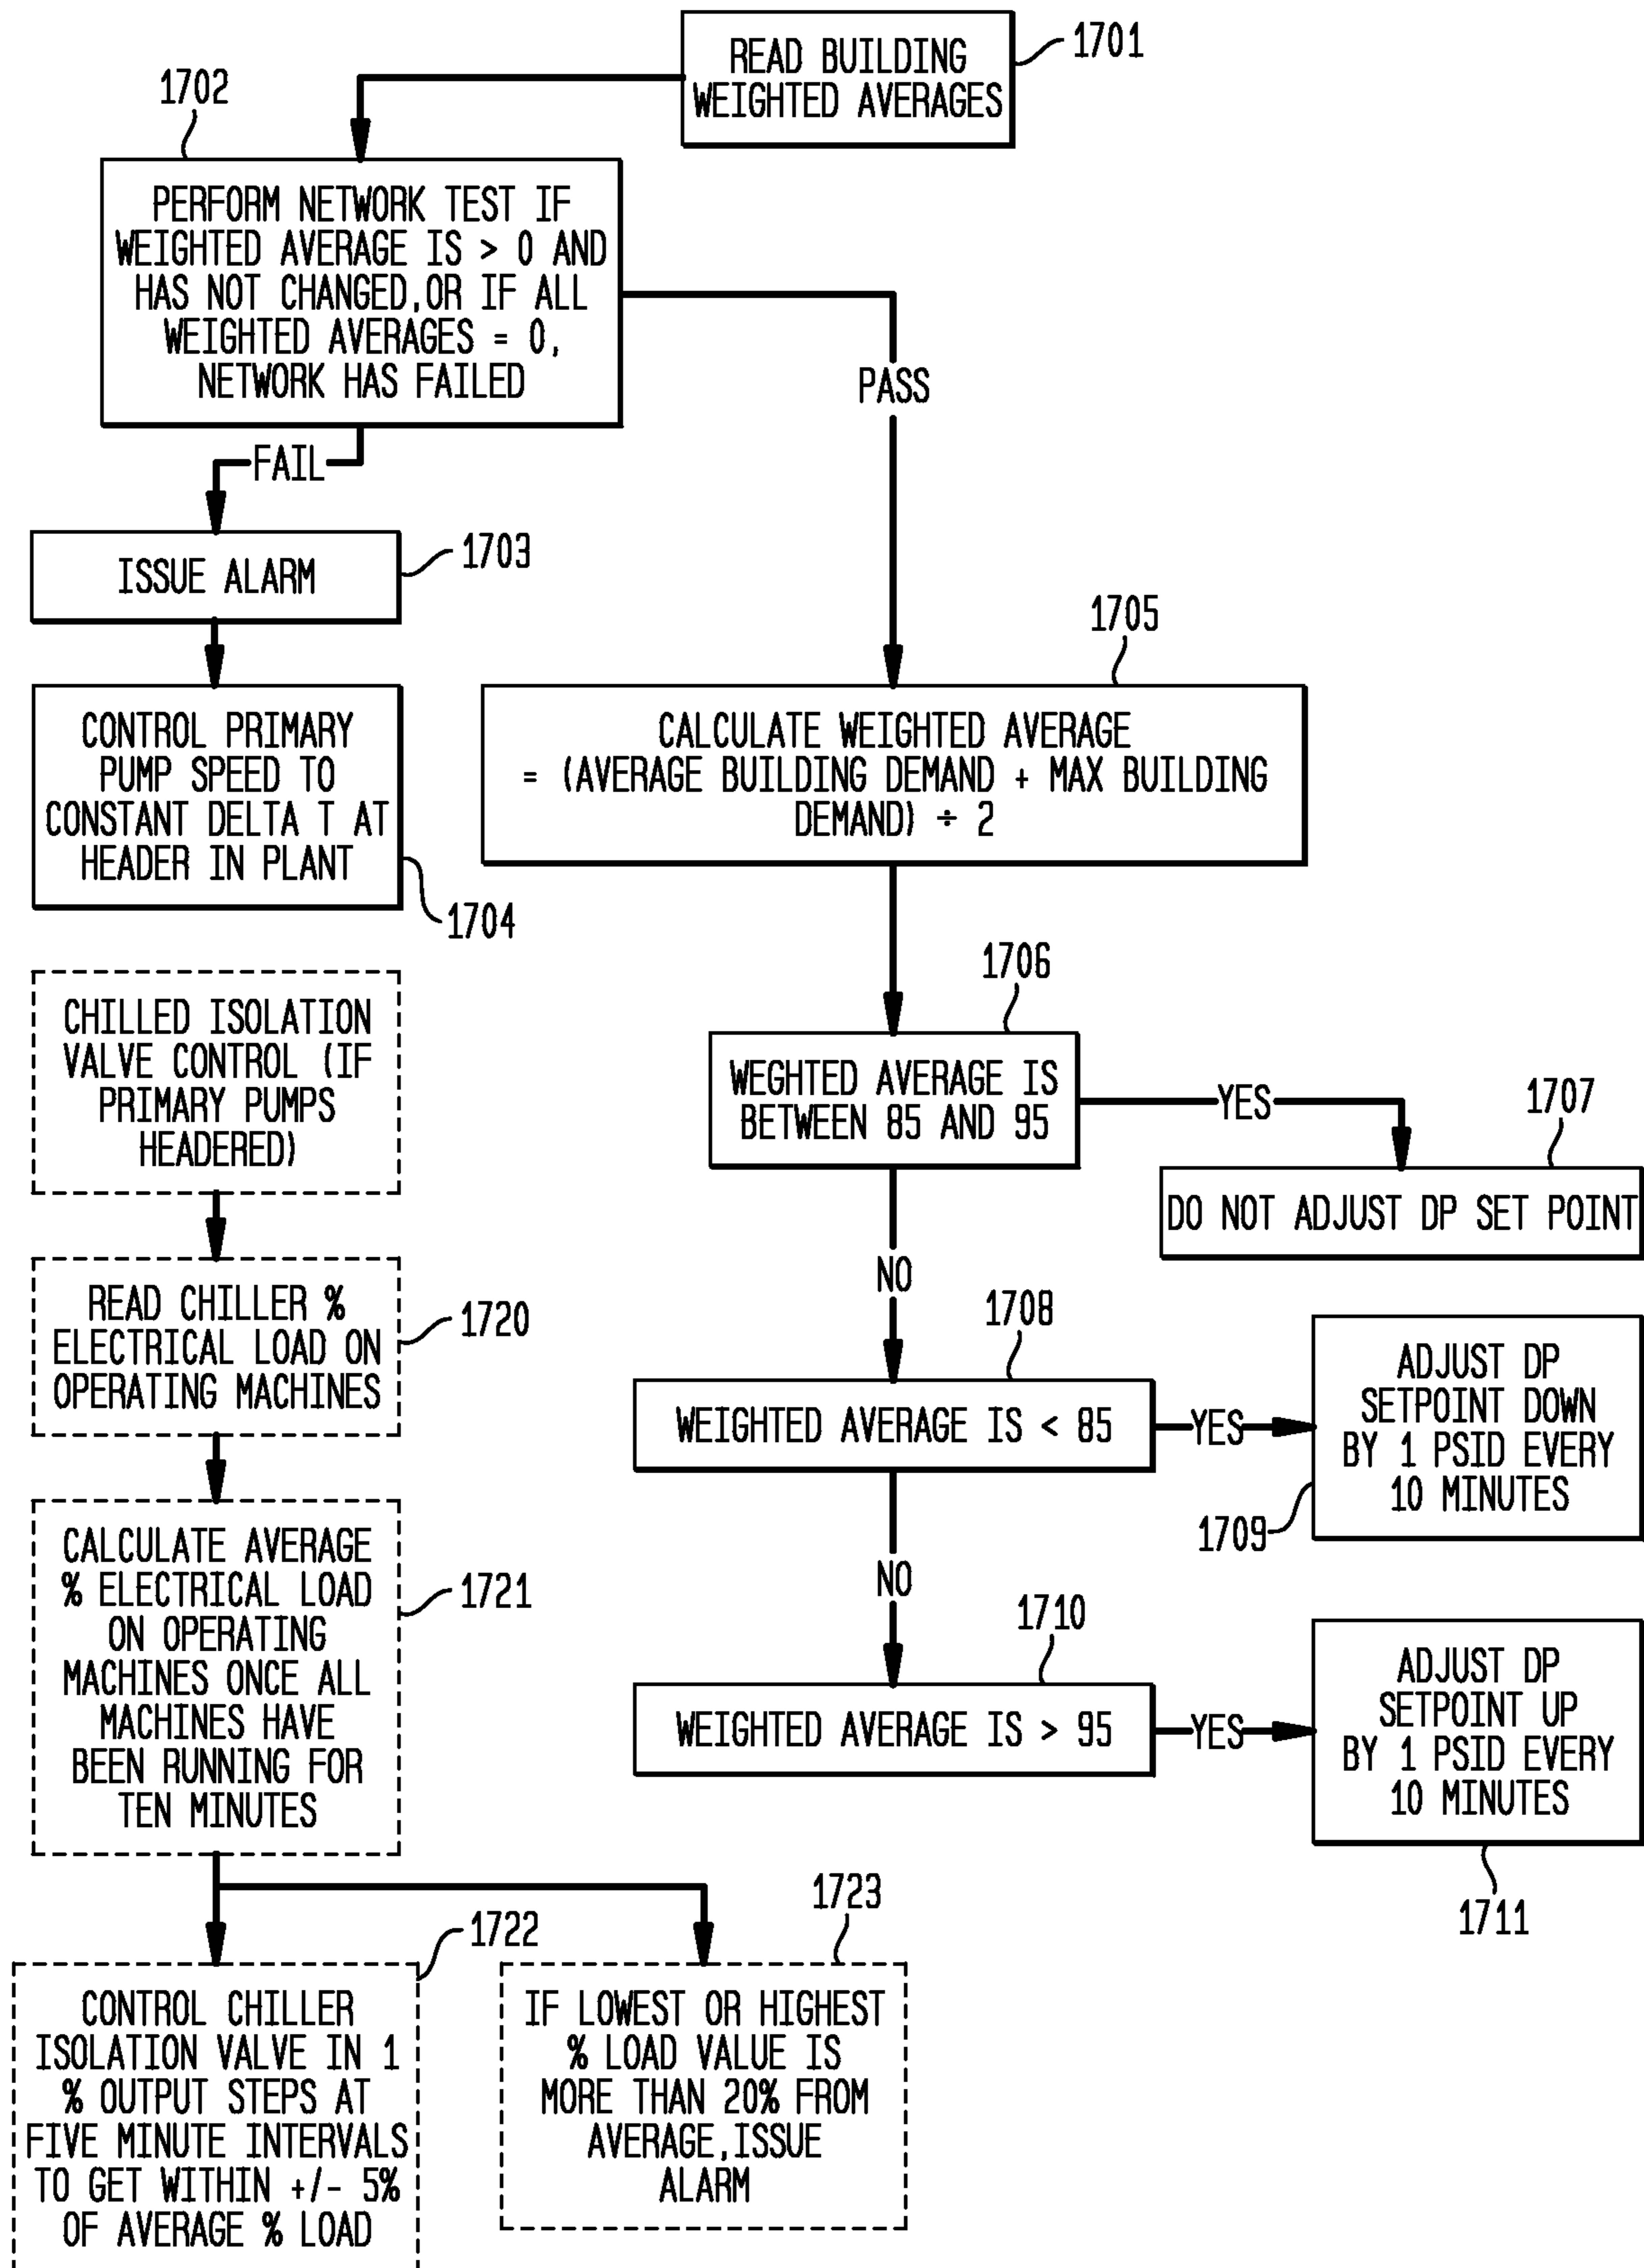 READ BUILDING
WEIGHTED AVERAGES
1701
1702
PERFORM NETWORK TEST IF
WEIGHTED AVERAGE IS > 0 AND
HAS NOT CHANGED,OR IF ALL
WEIGHTED AVERAGES = 0,
NETWORK HAS FAILED
PASS
FAIL
ISSUE ALARM
1703
CONTROL PRIMARY
PUMP SPEED TO
CONSTANT DELTA T AT
HEADER IN PLANT
1704
1705
CALCULATE WEIGHTED AVERAGE
= (AVERAGE BUILDING DEMAND + MAX BUILDING
DEMAND) ÷ 2
1706
WEGHTED AVERAGE IS
BETWEEN 85 AND 95
YES
1707
DO NOT ADJUST DP SET POINT
NO
1708
WEIGHTED AVERAGE IS < 85
YES
ADJUST DP
SETPOINT DOWN
BY 1 PSID EVERY
10 MINUTES
1709
NO
1710
WEIGHTED AVERAGE IS > 95
YES
ADJUST DP
SETPOINT UP
BY 1 PSID EVERY
10 MINUTES
1711
CHILLED ISOLATION
VALVE CONTROL (IF
PRIMARY PUMPS
HEADERED)
READ CHILLER %
ELECTRICAL LOAD ON
OPERATING MACHINES
1720
CALCULATE AVERAGE
% ELECTRICAL LOAD
ON OPERATING
MACHINES ONCE ALL
MACHINES HAVE
BEEN RUNNING FOR
TEN MINUTES
1721
1722
CONTROL CHILLER
ISOLATION VALVE IN 1
% OUTPUT STEPS AT
FIVE MINUTE INTERVALS
TO GET WITHIN +/- 5%
OF AVERAGE % LOAD
1723
IF LOWEST OR HIGHEST
% LOAD VALUE IS
MORE THAN 20% FROM
AVERAGE,ISSUE
ALARM